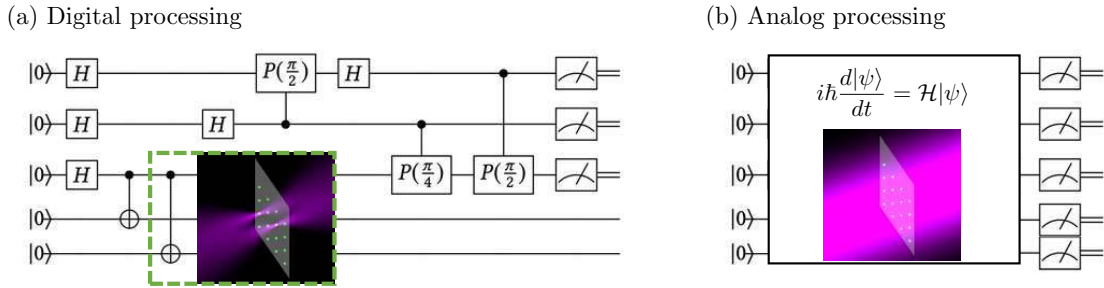 (a) Digital processing
(b) Analog processing
|0⟩ H P(π/2) H
|0⟩ H H
|0⟩ H P(π/4) P(π/2)
|0⟩
|0⟩
|0⟩
|0⟩
|0⟩
|0⟩
|0⟩
iħ d|ψ⟩/dt = ℋ|ψ⟩